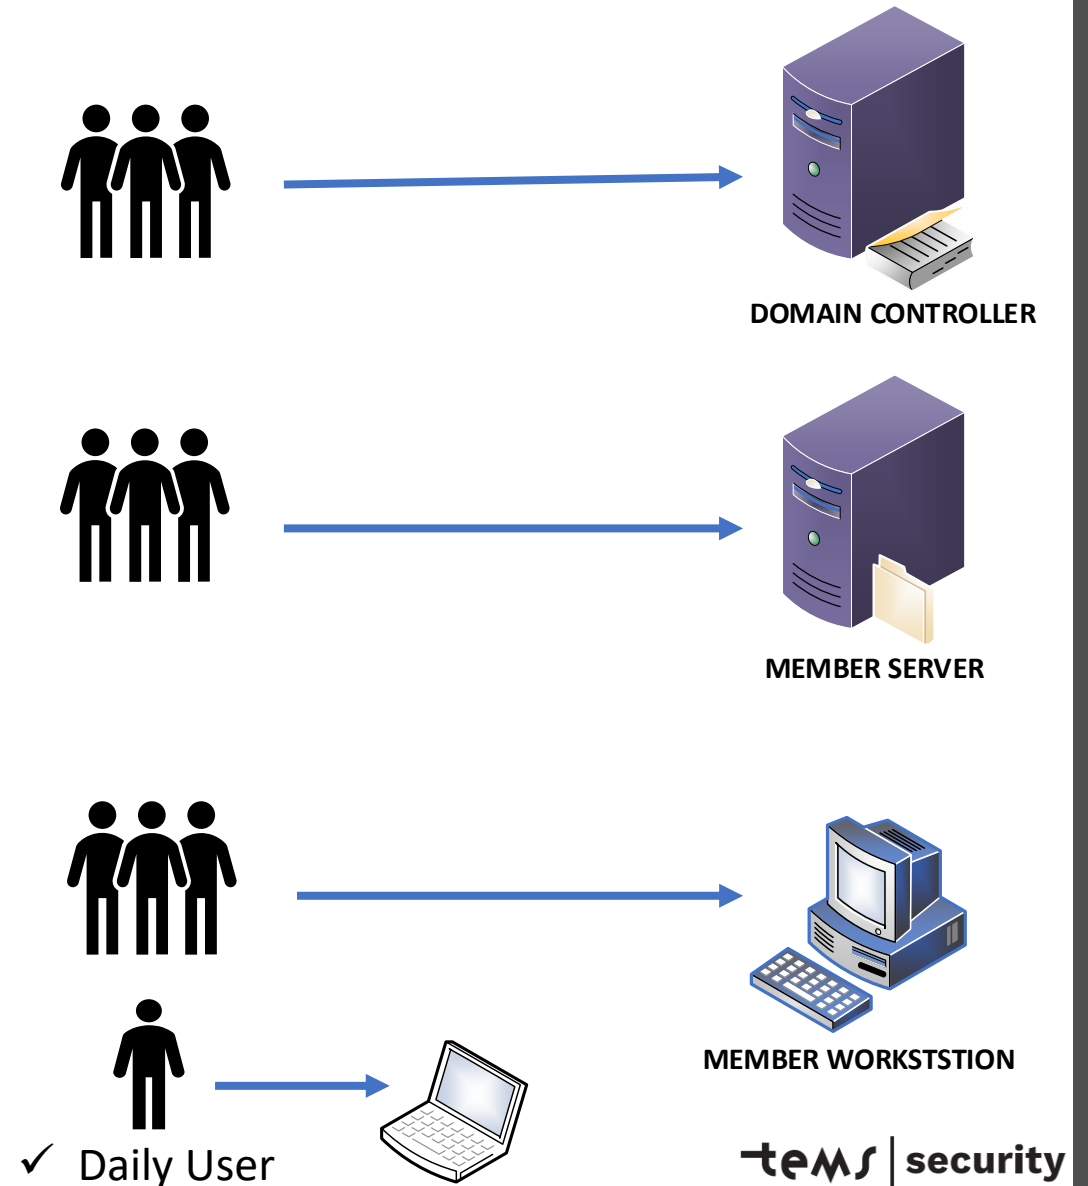 DOMAIN CONTROLLER
MEMBER SERVER
MEMBER WORKSTSTION
✓ Daily User
tems | security